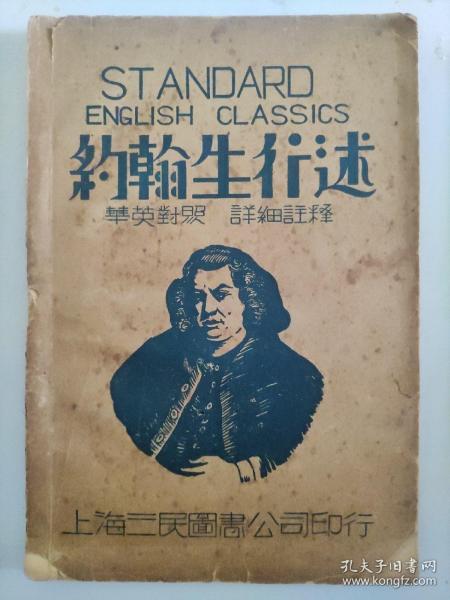 STANDARD
ENGLISH CLASSICS
約翰生行述
華英對照 詳細註釋
上海三民圖書公司印行
孔夫子旧书网
www.kongfz.com